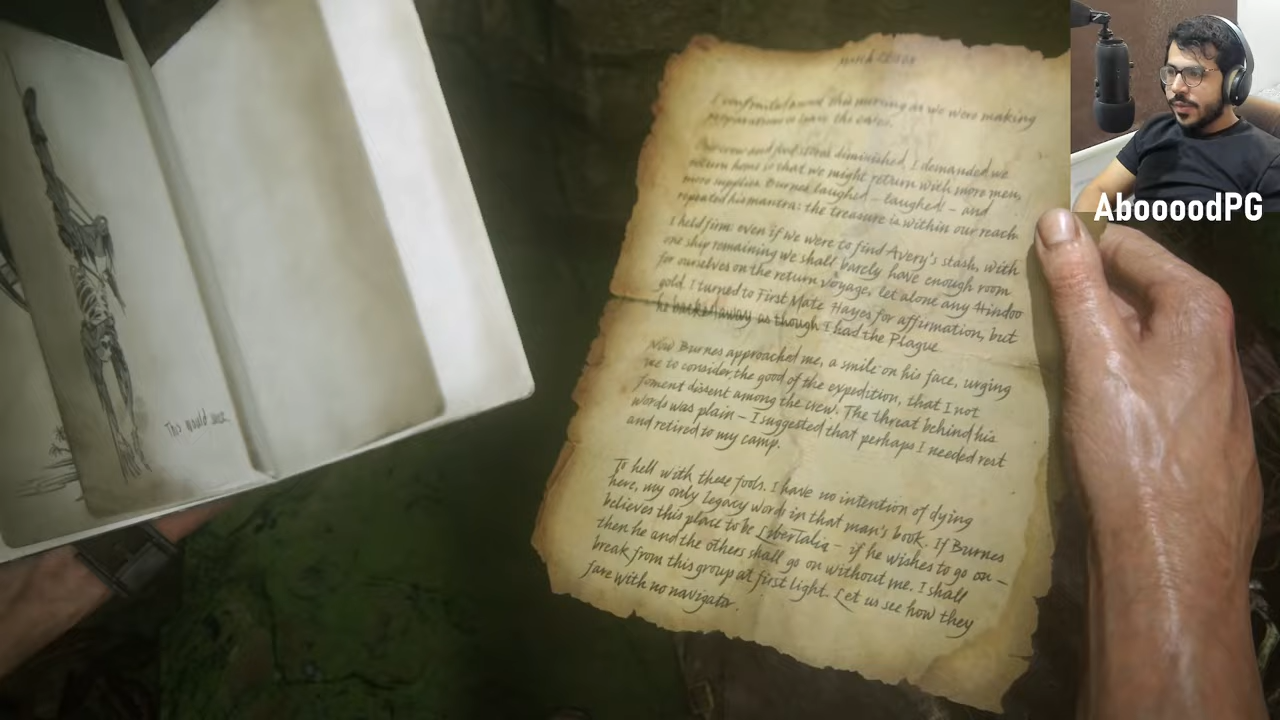 This would suck
March
I confronted Burnes this morning as we were making
preparations to leave the caves.
Our crew and food stocks diminished, I demanded we
return home so that we might return with more men,
more supplies. Burnes laughed – laughed! – and
repeated his mantra: the treasure is within our reach.
I held firm: even if we were to find Avery's stash, with
one ship remaining we shall barely have enough room
for ourselves on the return voyage, let alone any Hindoo
gold. I turned to First Mate Hayes for affirmation, but
he backed away as though I had the Plague.
Now Burnes approached me, a smile on his face, urging
me to consider the good of the expedition, that I not
foment dissent among the crew. The threat behind his
words was plain – I suggested that perhaps I needed rest
and retired to my camp.
To hell with these fools. I have no intention of dying
here, my only legacy words in that man's book. If Burnes
believes this place to be Libertalia – if he wishes to go on –
then he and the others shall go on without me. I shall
break from this group at first light. Let us see how they
fare with no navigator.
AboooodPG